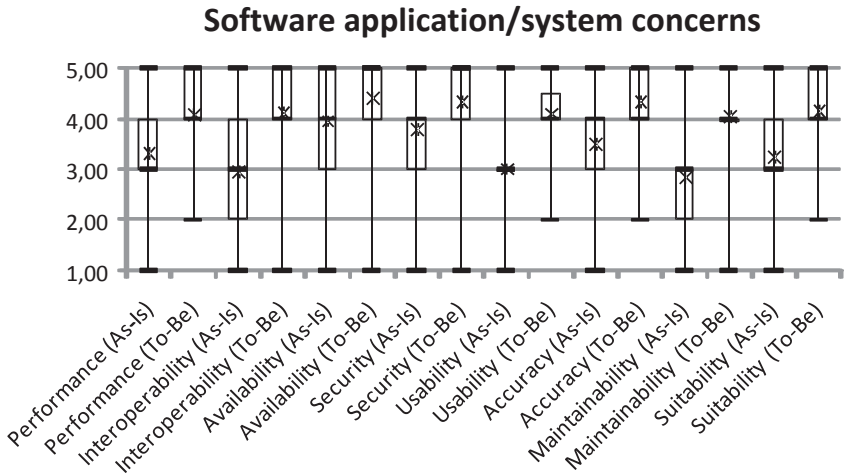 Software application/system concerns
5,00
4,00
3,00
2,00
1,00
Performance (As-Is)
Performance (To-Be)
Interoperability (As-Is)
Interoperability (To-Be)
Availability (As-Is)
Availability (To-Be)
Security (As-Is)
Security (To-Be)
Usability (As-Is)
Usability (To-Be)
Accuracy (As-Is)
Accuracy (To-Be)
Maintainability (As-Is)
Maintainability (To-Be)
Suitability (As-Is)
Suitability (To-Be)